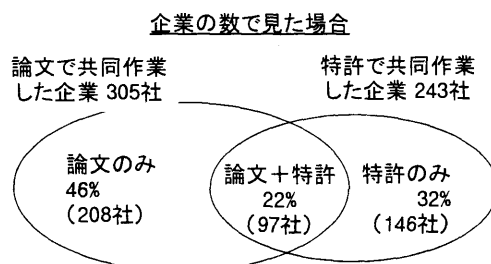 企業の数で見た場合
論文で共同作業
した企業 305社
特許で共同作業
した企業 243社
論文のみ
46%
(208社)
論文＋特許
22%
(97社)
特許のみ
32%
(146社)